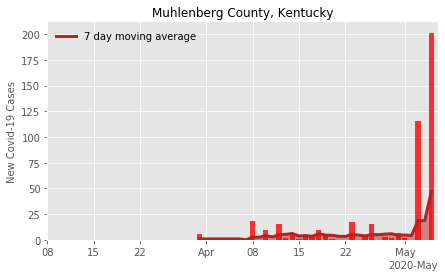 Muhlenberg County, Kentucky
7 day moving average
New Covid-19 Cases
200
175
150
125
100
75
50
25
0
08 15 22 Apr 08 15 22 May
2020-May